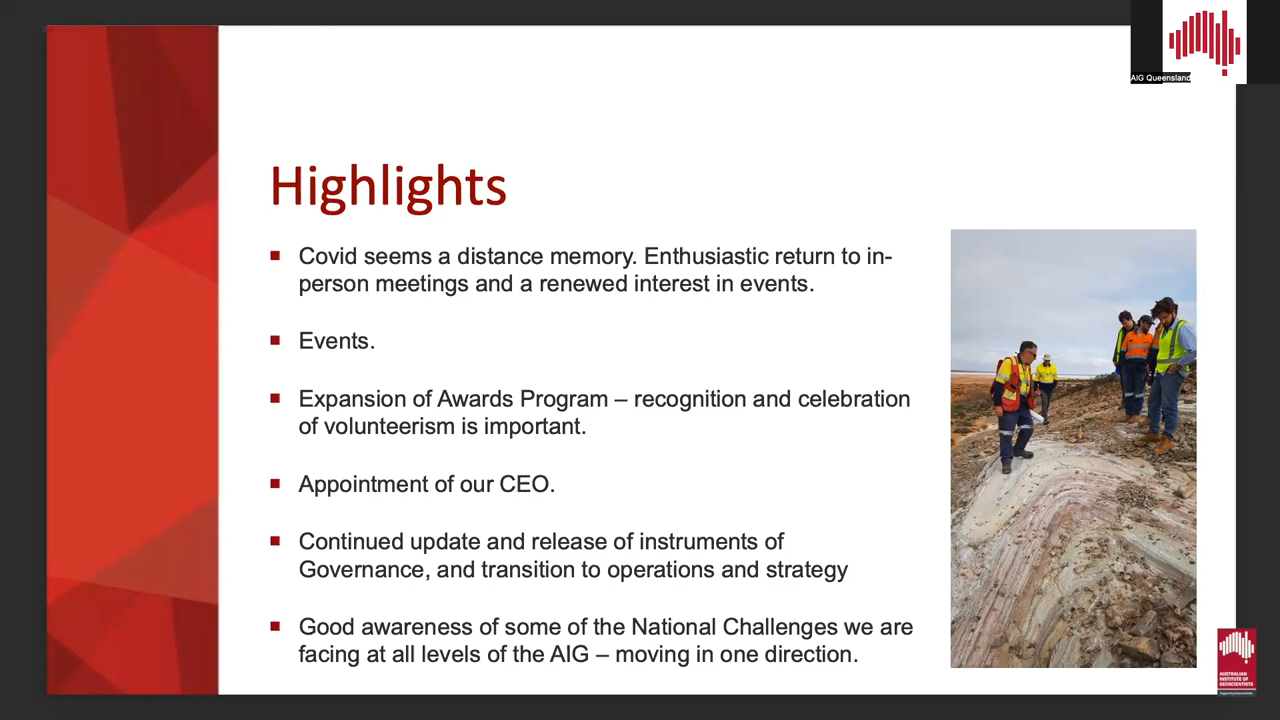 AIG Queensland
Highlights
Covid seems a distance memory. Enthusiastic return to in-
person meetings and a renewed interest in events.
Events.
Expansion of Awards Program – recognition and celebration
of volunteerism is important.
Appointment of our CEO.
Continued update and release of instruments of
Governance, and transition to operations and strategy
Good awareness of some of the National Challenges we are
facing at all levels of the AIG – moving in one direction.
AUSTRALIAN
INSTITUTE OF
GEOSCIENTISTS